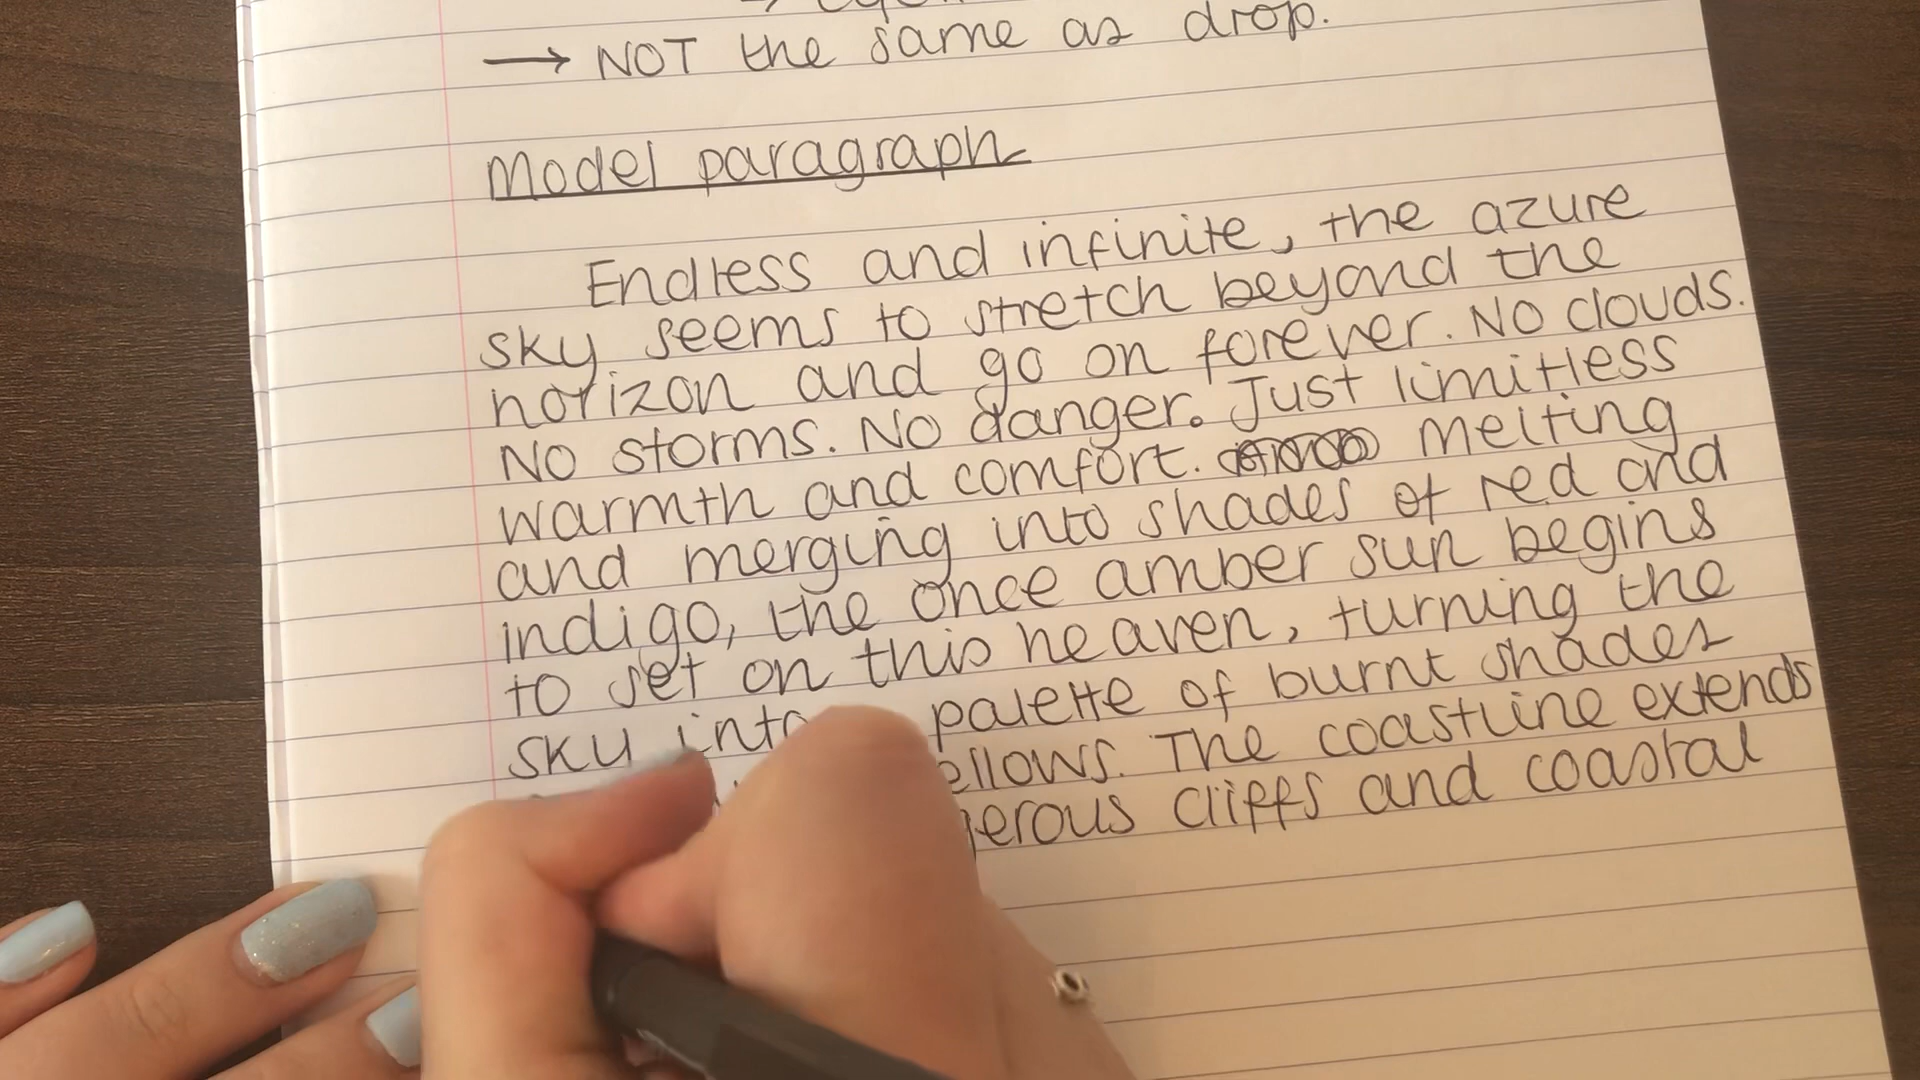 → NOT the same as drop.
Model paragraph
Endless and infinite, the azure
sky seems to stretch beyond the
horizon and go on forever. No clouds.
No storms. No danger. Just limitless
warmth and comfort. Melting
and merging into shades of red and
indigo, the once amber sun begins
to set on this heaven, turning the
sky into palette of burnt shades
ellows. The coastline extends
gerous cliffs and coastal